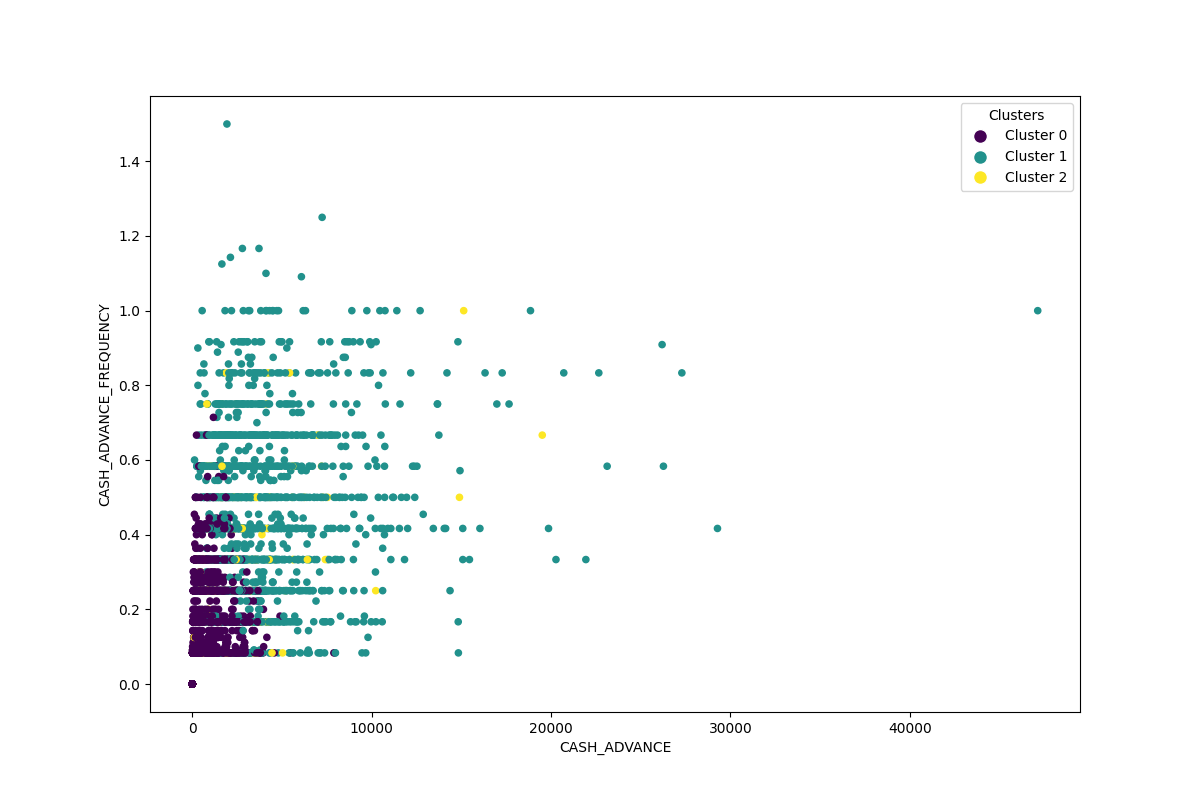 Clusters
Cluster 0
Cluster 1
Cluster 2
1.4
1.2
1.0
0.8
0.6
0.4
0.2
0.0
CASH_ADVANCE_FREQUENCY
0 10000 20000 30000 40000
CASH_ADVANCE